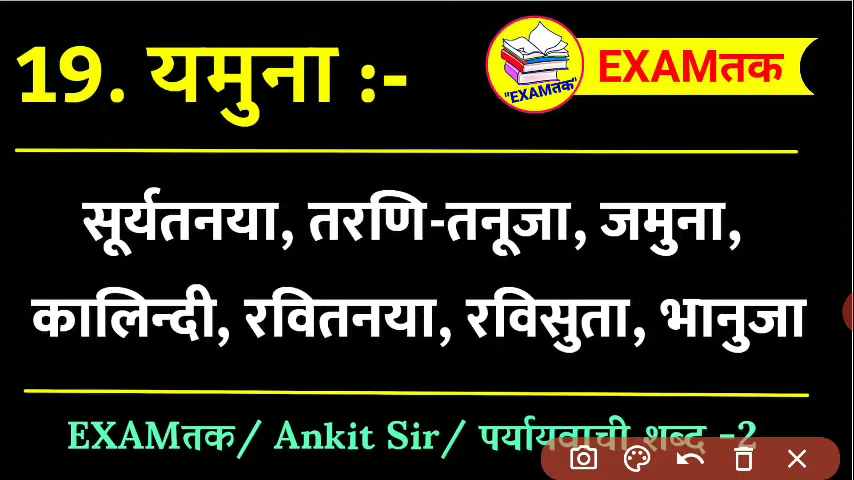 19. यमुना :-
"EXAMतक"
EXAMतक
सूर्यतनया, तरणि-तनूजा, जमुना,
कालिन्दी, रवितनया, रविसुता, भानुजा
EXAMतक/ Ankit Sir/ पर्यायवाची शब्द -2